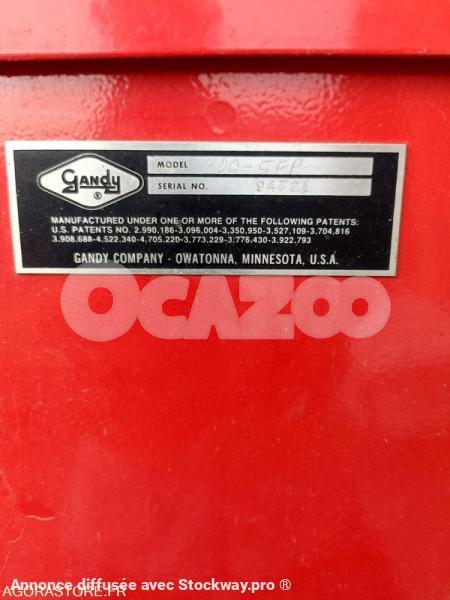 Gandy
MODEL
SERIAL NO. 94721
MANUFACTURED UNDER ONE OR MORE OF THE FOLLOWING PATENTS:
U.S. PATENTS NO. 2.990.186-3.096.004-3,350,950-3,527,109-3,704,816
3.908.688-4.522.340-4,705.220-3,773,229-3,776.430-3.922.793
GANDY COMPANY - OWATONNA, MINNESOTA, U.S.A.
OCAZOO
Annonce diffusée avec Stockway.pro ®
AGORASTORE.FR